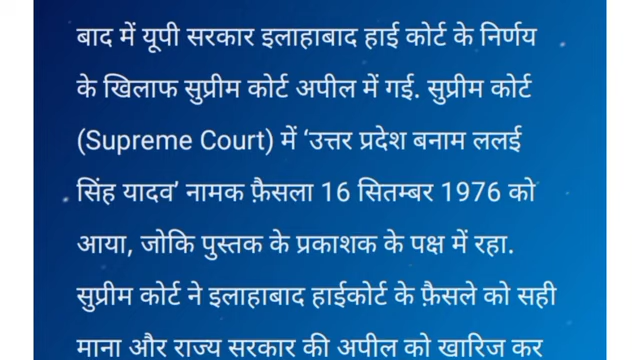 बाद में यूपी सरकार इलाहाबाद हाई कोर्ट के निर्णय
के खिलाफ सुप्रीम कोर्ट अपील में गई. सुप्रीम कोर्ट
(Supreme Court) में ‘उत्तर प्रदेश बनाम ललई
सिंह यादव’ नामक फ़ैसला 16 सितम्बर 1976 को
आया, जोकि पुस्तक के प्रकाशक के पक्ष में रहा.
सुप्रीम कोर्ट ने इलाहाबाद हाईकोर्ट के फ़ैसले को सही
माना और राज्य सरकार की अपील को खारिज कर